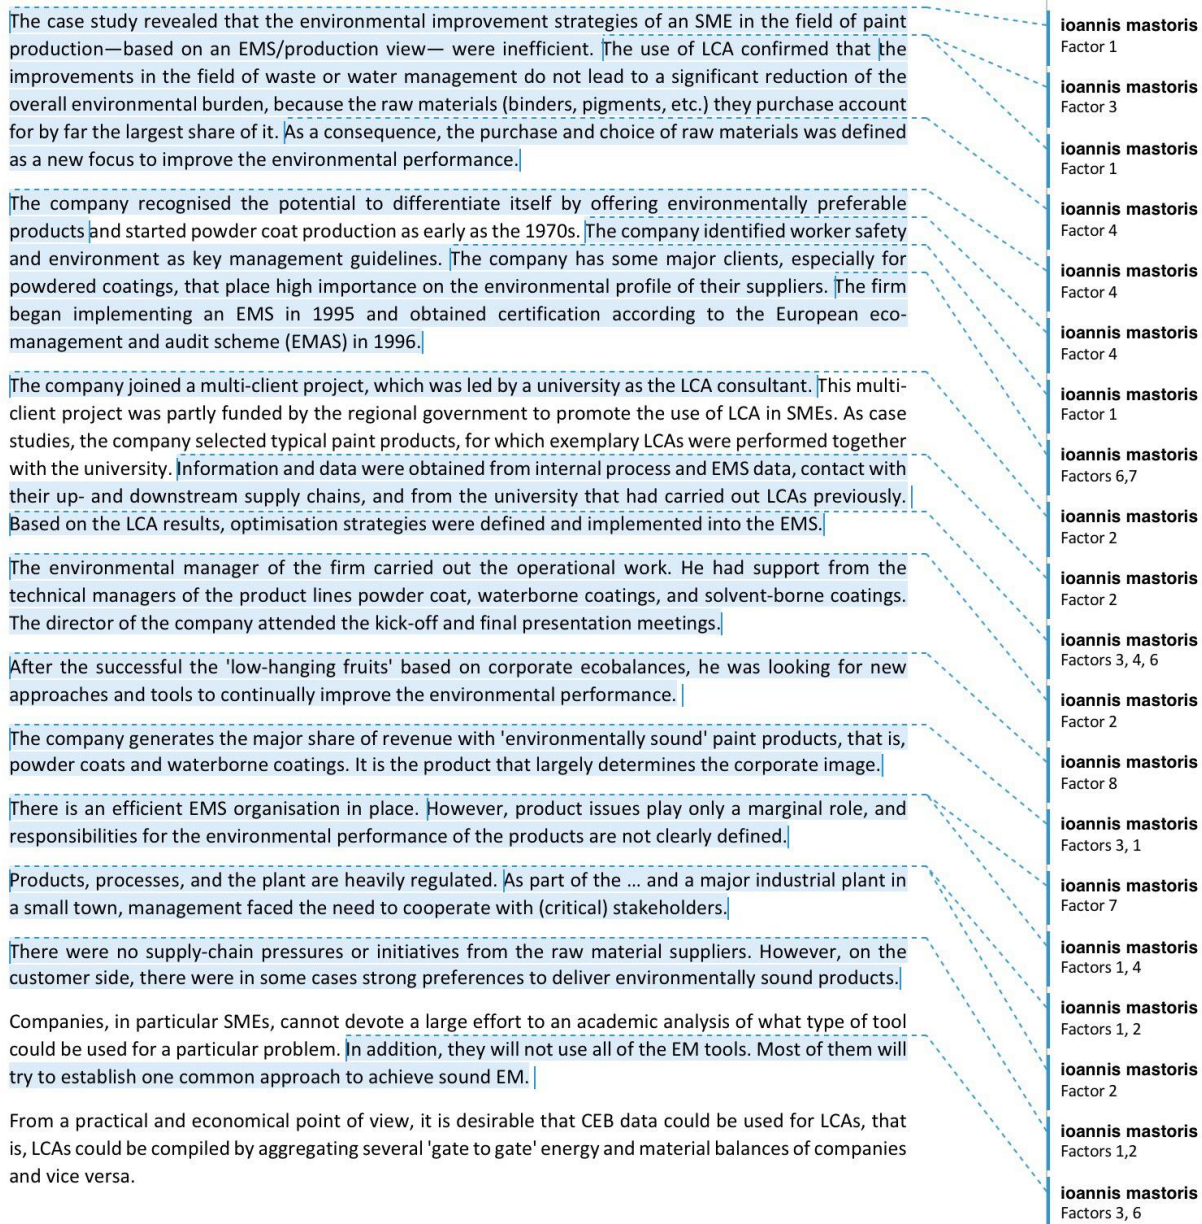 The case study revealed that the environmental improvement strategies of an SME in the field of paint
production—based on an EMS/production view— were inefficient. The use of LCA confirmed that the
improvements in the field of waste or water management do not lead to a significant reduction of the
overall environmental burden, because the raw materials (binders, pigments, etc.) they purchase account
for by far the largest share of it. As a consequence, the purchase and choice of raw materials was defined
as a new focus to improve the environmental performance.
The company recognised the potential to differentiate itself by offering environmentally preferable
products and started powder coat production as early as the 1970s. The company identified worker safety
and environment as key management guidelines. The company has some major clients, especially for
powdered coatings, that place high importance on the environmental profile of their suppliers. The firm
began implementing an EMS in 1995 and obtained certification according to the European eco-
management and audit scheme (EMAS) in 1996.
The company joined a multi-client project, which was led by a university as the LCA consultant. This multi-
client project was partly funded by the regional government to promote the use of LCA in SMEs. As case
studies, the company selected typical paint products, for which exemplary LCAs were performed together
with the university. Information and data were obtained from internal process and EMS data, contact with
their up- and downstream supply chains, and from the university that had carried out LCAs previously.
Based on the LCA results, optimisation strategies were defined and implemented into the EMS.
The environmental manager of the firm carried out the operational work. He had support from the
technical managers of the product lines powder coat, waterborne coatings, and solvent-borne coatings.
The director of the company attended the kick-off and final presentation meetings.
After the successful the 'low-hanging fruits' based on corporate ecobalances, he was looking for new
approaches and tools to continually improve the environmental performance.
The company generates the major share of revenue with 'environmentally sound' paint products, that is,
powder coats and waterborne coatings. It is the product that largely determines the corporate image.
There is an efficient EMS organisation in place. However, product issues play only a marginal role, and
responsibilities for the environmental performance of the products are not clearly defined.
Products, processes, and the plant are heavily regulated. As part of the … and a major industrial plant in
a small town, management faced the need to cooperate with (critical) stakeholders.
There were no supply-chain pressures or initiatives from the raw material suppliers. However, on the
customer side, there were in some cases strong preferences to deliver environmentally sound products.
Companies, in particular SMEs, cannot devote a large effort to an academic analysis of what type of tool
could be used for a particular problem. In addition, they will not use all of the EM tools. Most of them will
try to establish one common approach to achieve sound EM.
From a practical and economical point of view, it is desirable that CEB data could be used for LCAs, that
is, LCAs could be compiled by aggregating several 'gate to gate' energy and material balances of companies
and vice versa.
ioannis mastoris
Factor 1
ioannis mastoris
Factor 3
ioannis mastoris
Factor 1
ioannis mastoris
Factor 4
ioannis mastoris
Factor 4
ioannis mastoris
Factor 4
ioannis mastoris
Factor 1
ioannis mastoris
Factors 6,7
ioannis mastoris
Factor 2
ioannis mastoris
Factor 2
ioannis mastoris
Factors 3, 4, 6
ioannis mastoris
Factor 2
ioannis mastoris
Factor 8
ioannis mastoris
Factors 3, 1
ioannis mastoris
Factor 7
ioannis mastoris
Factors 1, 4
ioannis mastoris
Factors 1, 2
ioannis mastoris
Factor 2
ioannis mastoris
Factors 1,2
ioannis mastoris
Factors 3, 6